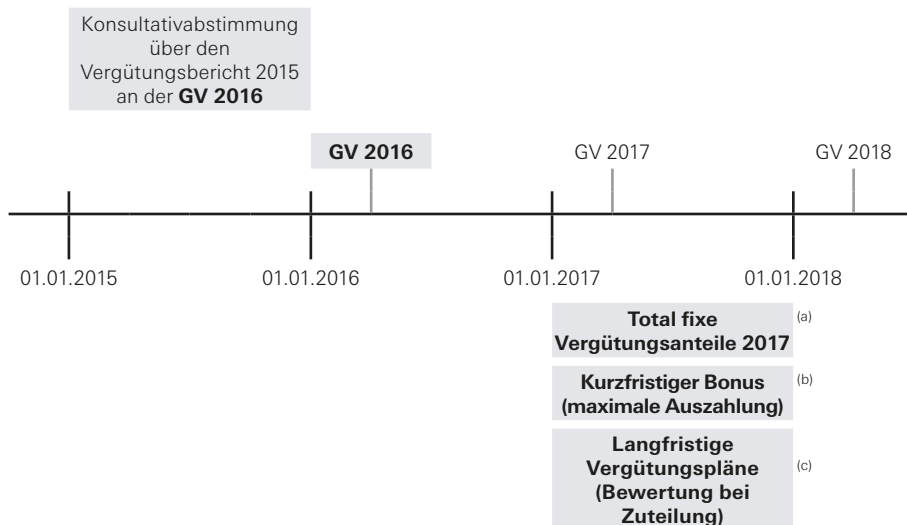 Konsultativabstimmung
über den
Vergütungsbericht 2015
an der GV 2016
GV 2016
GV 2017
GV 2018
01.01.2015
01.01.2016
01.01.2017
01.01.2018
Total fixe
Vergütungsanteile 2017
(a)
Kurzfristiger Bonus
(maximale Auszahlung)
(b)
Langfristige
Vergütungspläne
(Bewertung bei
Zuteilung)
(c)